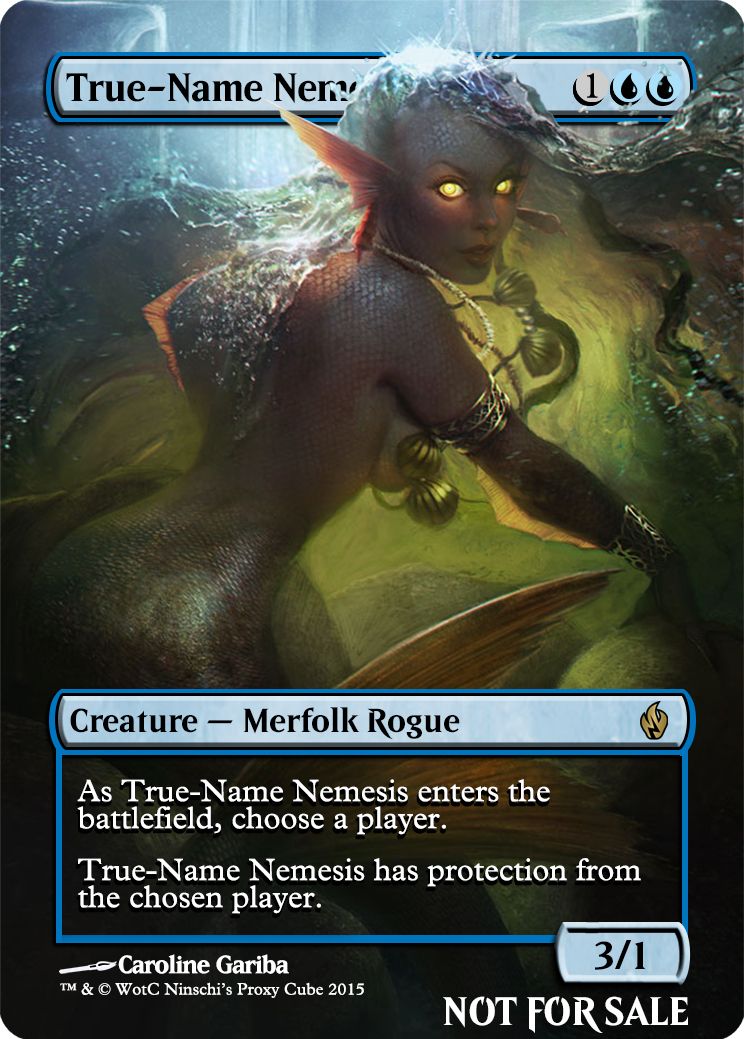 True-Name Neme
1
Creature — Merfolk Rogue
As True-Name Nemesis enters the
battlefield, choose a player.
True-Name Nemesis has protection from
the chosen player.
3/1
Caroline Gariba
™ & © WotC Ninschi's Proxy Cube 2015
NOT FOR SALE